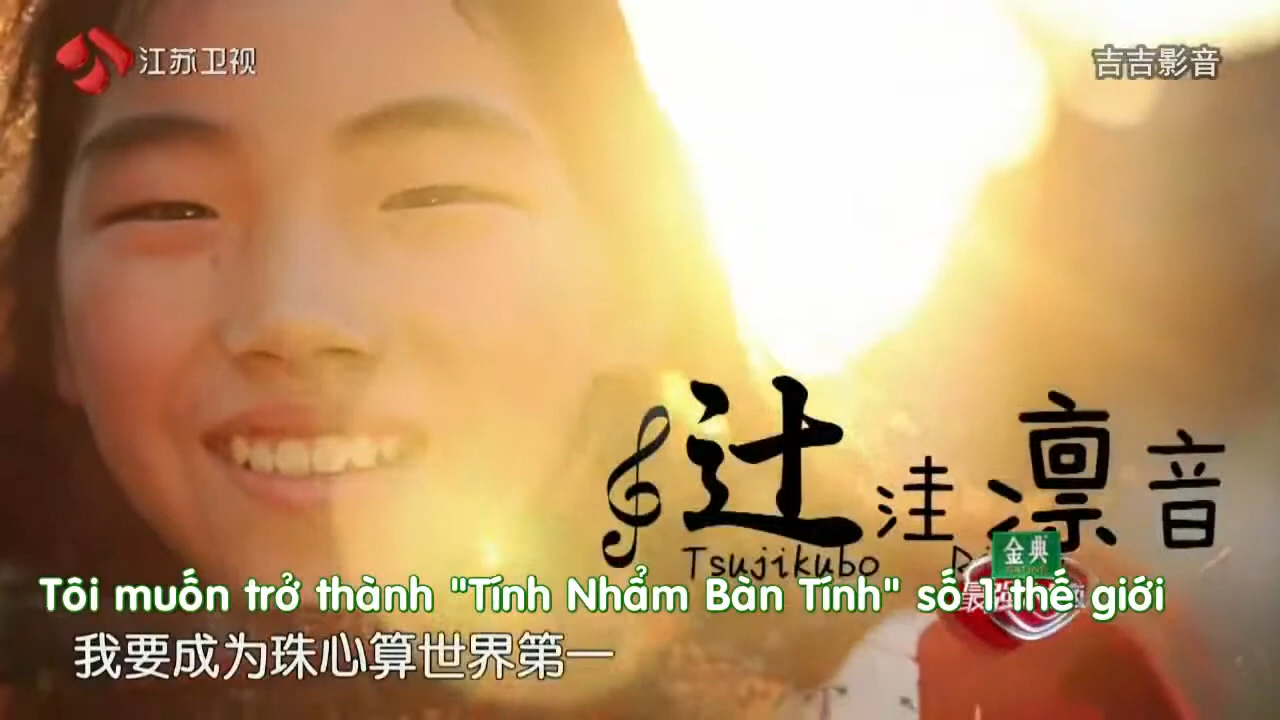 江苏卫视
吉吉影音
辻洼凛音
Tsujikubo
金典
Tôi muốn trở thành "Tính Nhẩm Bàn Tính" số 1 thế giới
我要成为珠心算世界第一